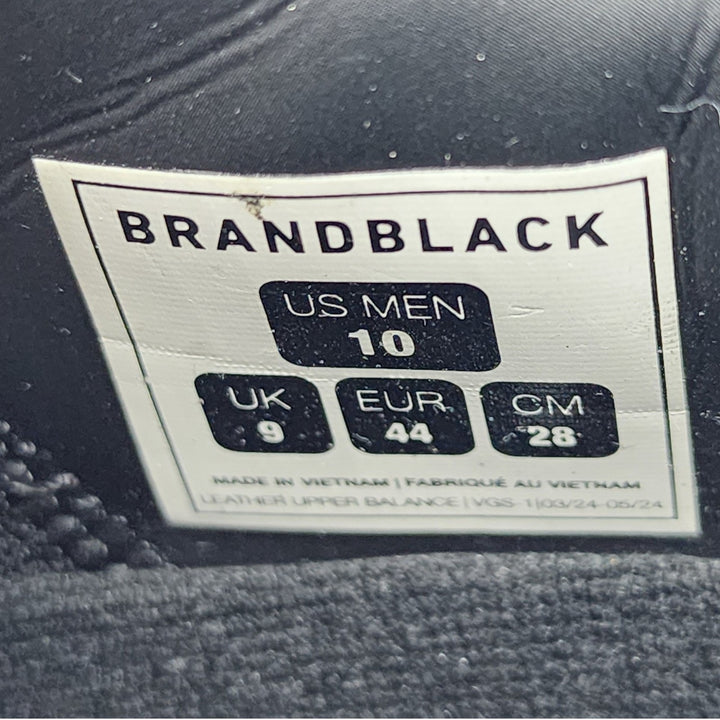 BRANDBLACK
US MEN
10
UK
9
EUR
44
CM
28
MADE IN VIETNAM | FABRIQUÉ AU VIETNAM
LEATHER UPPER BALANCE | VGS-1 | 03/24-05/24